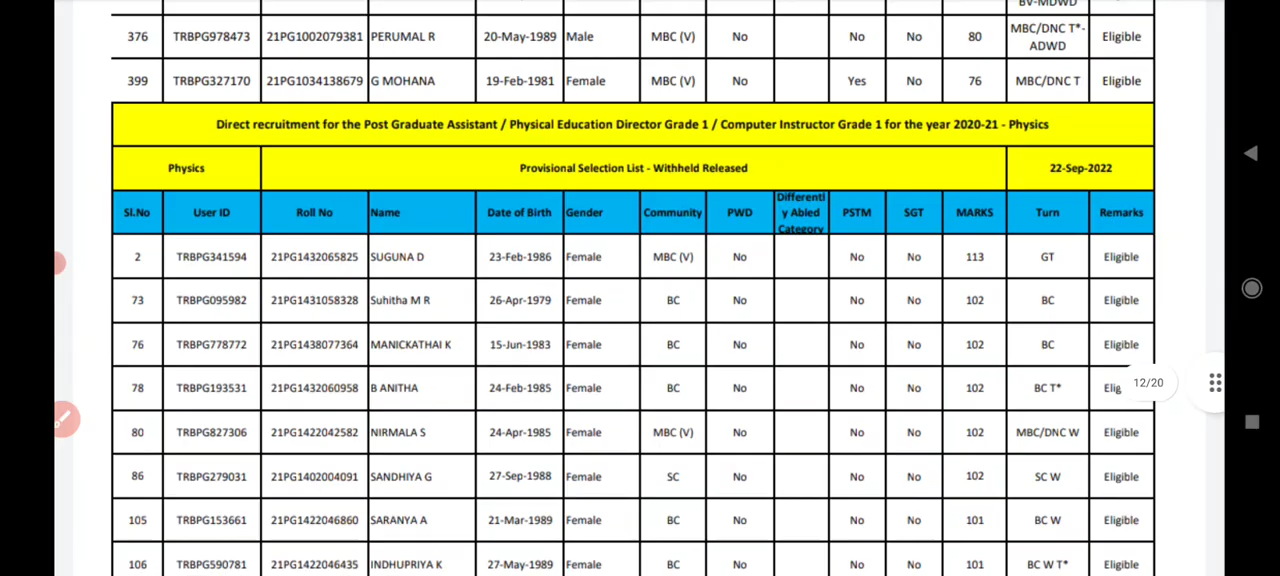 BV-MDWD
376 TRBPG978473 21PG1002079381 PERUMAL R 20-May-1989 Male MBC (V) No No No 80 MBC/DNC T*-ADWD Eligible
399 TRBPG327170 21PG1034138679 G MOHANA 19-Feb-1981 Female MBC (V) No Yes No 76 MBC/DNC T Eligible
Direct recruitment for the Post Graduate Assistant / Physical Education Director Grade 1 / Computer Instructor Grade 1 for the year 2020-21 - Physics
Physics Provisional Selection List - Withheld Released 22-Sep-2022
Sl.No User ID Roll No Name Date of Birth Gender Community PWD Differently Abled Category PSTM SGT MARKS Turn Remarks
2 TRBPG341594 21PG1432065825 SUGUNA D 23-Feb-1986 Female MBC (V) No No No 113 GT Eligible
73 TRBPG095982 21PG1431058328 Suhitha M R 26-Apr-1979 Female BC No No No 102 BC Eligible
76 TRBPG778772 21PG1438077364 MANICKATHAI K 15-Jun-1983 Female BC No No No 102 BC Eligible
78 TRBPG193531 21PG1432060958 B ANITHA 24-Feb-1985 Female BC No No No 102 BC T* Elig
12/20
80 TRBPG827306 21PG1422042582 NIRMALA S 24-Apr-1985 Female MBC (V) No No No 102 MBC/DNC W Eligible
86 TRBPG279031 21PG1402004091 SANDHIYA G 27-Sep-1988 Female SC No No No 102 SC W Eligible
105 TRBPG153661 21PG1422046860 SARANYA A 21-Mar-1989 Female BC No No No 101 BC W Eligible
106 TRBPG590781 21PG1422046435 INDHUPRIYA K 27-May-1989 Female BC No No No 101 BC W T* Eligible